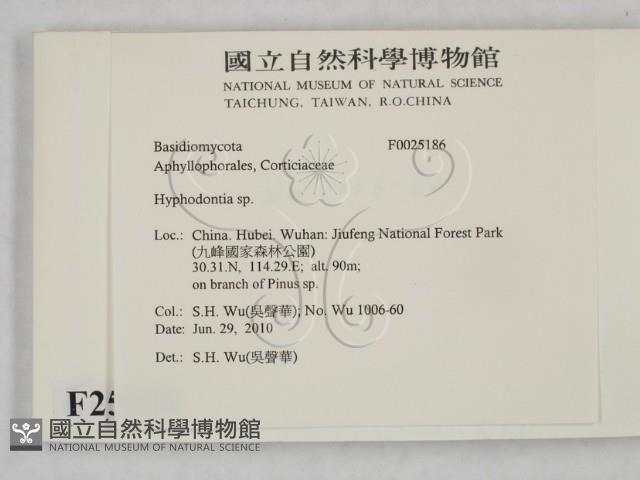 國立自然科學博物館
NATIONAL MUSEUM OF NATURAL SCIENCE
TAICHUNG, TAIWAN, R.O.CHINA
Basidiomycota F0025186
Aphyllophorales, Corticiaceae
Hyphodontia sp.
Loc.: China. Hubei. Wuhan: Jiufeng National Forest Park
(九峰國家森林公園)
30.31.N, 114.29.E; alt. 90m;
on branch of Pinus sp.
Col.: S.H. Wu(吳聲華); No. Wu 1006-60
Date: Jun. 29, 2010
Det.: S.H. Wu(吳聲華)
F25
國立自然科學博物館
NATIONAL MUSEUM OF NATURAL SCIENCE